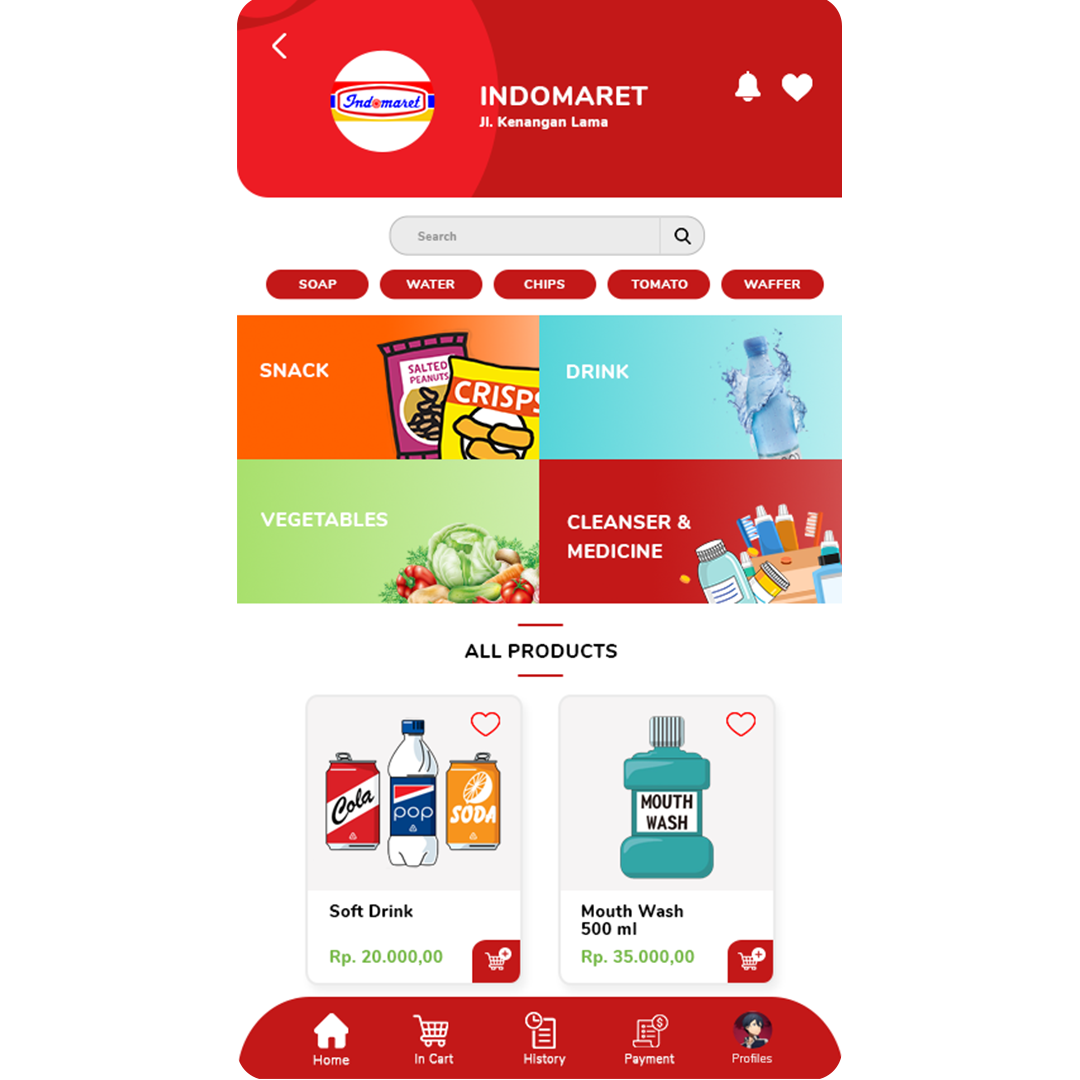 Indomaret
INDOMARET
Jl. Kenangan Lama
Search
SOAP
WATER
CHIPS
TOMATO
WAFFER
SNACK
SALTED
PEANUTS
CRISPS
DRINK
VEGETABLES
CLEANSER &
MEDICINE
ALL PRODUCTS
Cola
pop
SODA
MOUTH
WASH
Soft Drink
Rp. 20.000,00
Mouth Wash
500 ml
Rp. 35.000,00
Home
In Cart
HIstory
Payment
Profiles